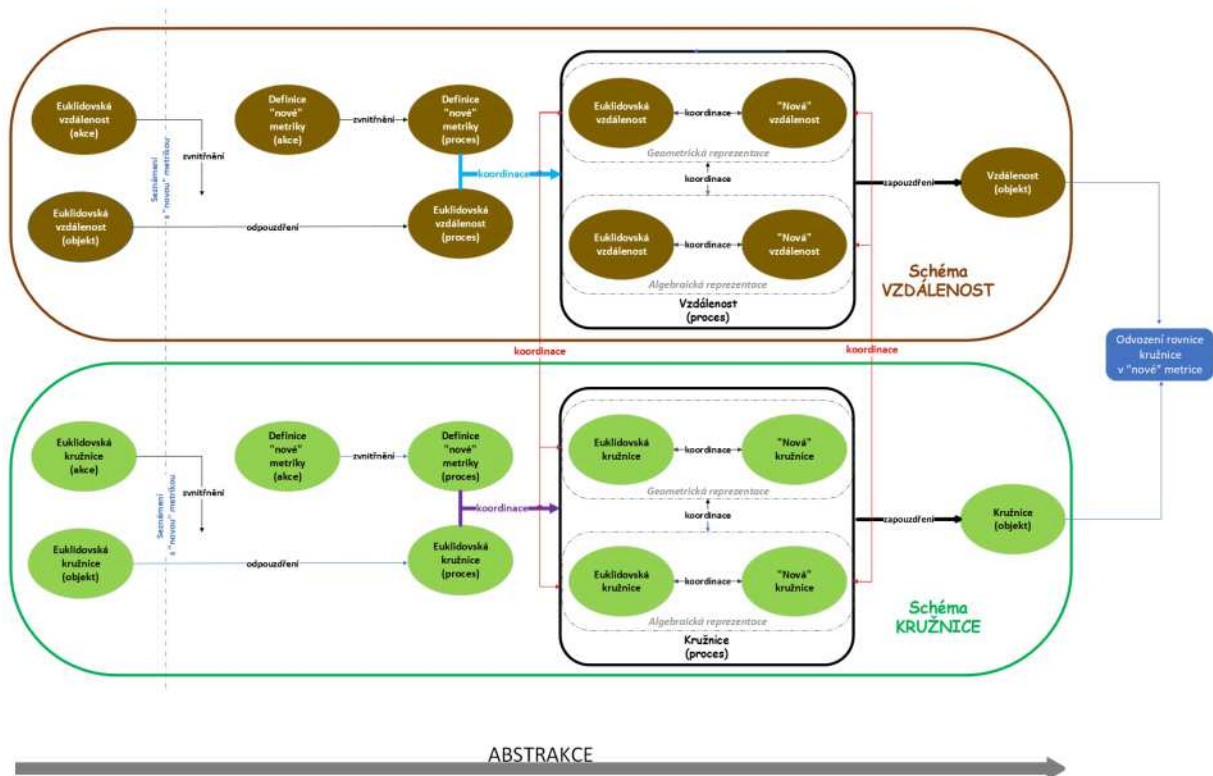 Euklidovská
vzdálenost
(akce)
zvnitřnění
Seznámení
s "novou" metrikou
Euklidovská
vzdálenost
(objekt)
odpouzdření
Definice
"nové"
metriky
(akce)
zvnitřnění
Definice
"nové"
metriky
(proces)
koordinace
Euklidovská
vzdálenost
(proces)
Euklidovská
vzdálenost
koordinace
"Nová"
vzdálenost
Geometrická reprezentace
koordinace
Euklidovská
vzdálenost
koordinace
"Nová"
vzdálenost
Algebraická reprezentace
Vzdálenost
(proces)
zapouzdření
Vzdálenost
(objekt)
Schéma
VZDÁLENOST
koordinace
koordinace
Odvození rovnice
kružnice
v "nové" metrice
Euklidovská
kružnice
(akce)
zvnitřnění
Seznámení
s "novou" metrikou
Euklidovská
kružnice
(objekt)
odpouzdření
Definice
"nové"
metriky
(akce)
zvnitřnění
Definice
"nové"
metriky
(proces)
koordinace
Euklidovská
kružnice
(proces)
Euklidovská
kružnice
koordinace
"Nová"
kružnice
Geometrická reprezentace
koordinace
Euklidovská
kružnice
koordinace
"Nová"
kružnice
Algebraická reprezentace
Kružnice
(proces)
zapouzdření
Kružnice
(objekt)
Schéma
KRUŽNICE
ABSTRAKCE